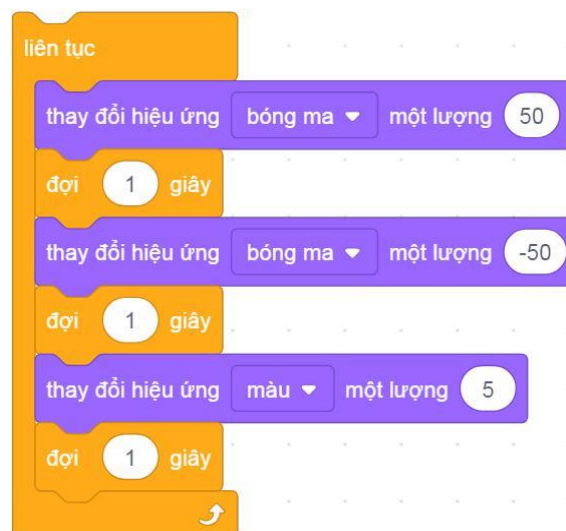 liên tục
thay đổi hiệu ứng bóng ma một lượng 50
đợi 1 giây
thay đổi hiệu ứng bóng ma một lượng -50
đợi 1 giây
thay đổi hiệu ứng màu một lượng 5
đợi 1 giây